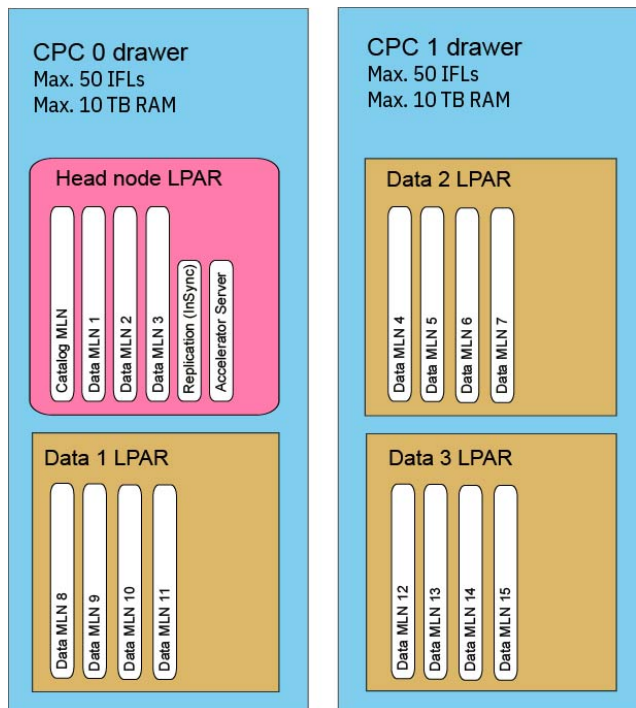 CPC 0 drawer
Max. 50 IFLs
Max. 10 TB RAM
Head node LPAR
Catalog MLN
Data MLN 1
Data MLN 2
Data MLN 3
Replication (InSync)
Accelerator Server
Data 1 LPAR
Data MLN 8
Data MLN 9
Data MLN 10
Data MLN 11
CPC 1 drawer
Max. 50 IFLs
Max. 10 TB RAM
Data 2 LPAR
Data MLN 4
Data MLN 5
Data MLN 6
Data MLN 7
Data 3 LPAR
Data MLN 12
Data MLN 13
Data MLN 14
Data MLN 15